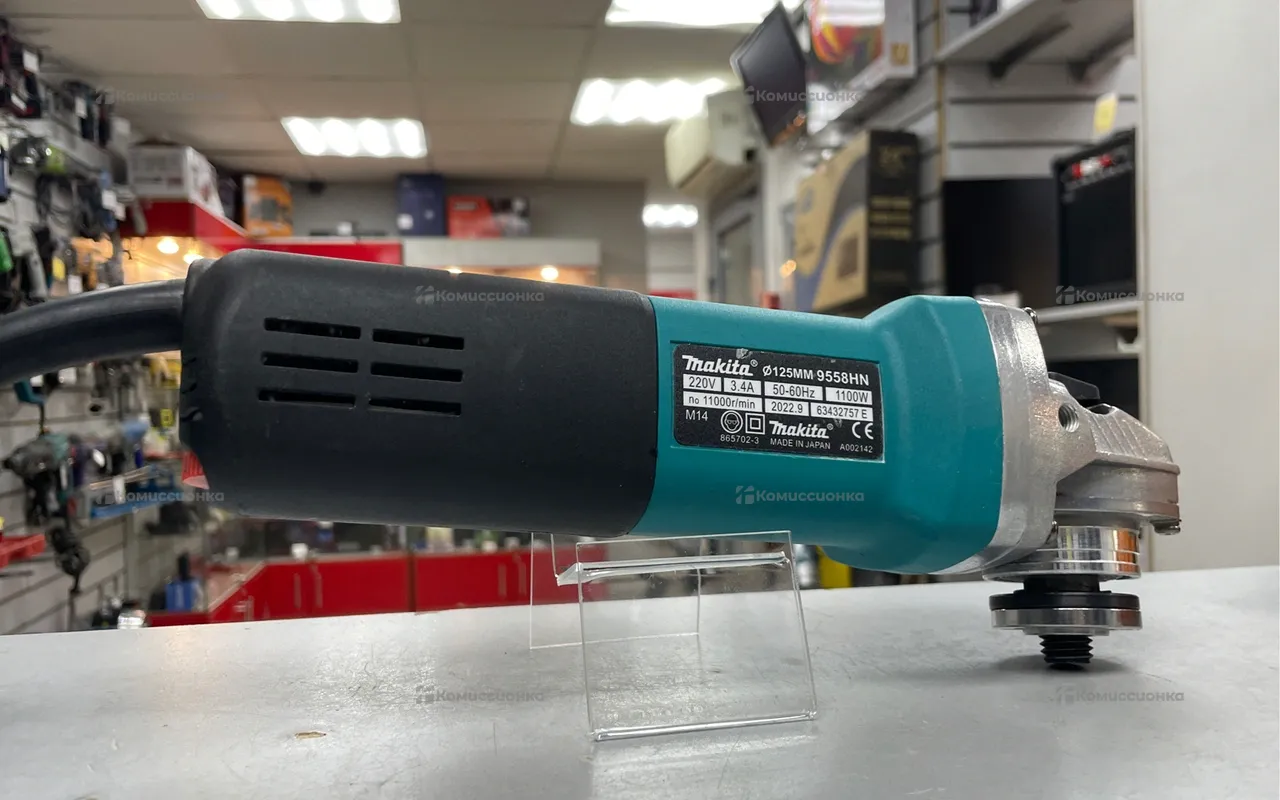 Комиссионка
Комиссионка
Комиссионка
Комиссионка
Makita® Ø125MM 9558HN
220V 3.4A 50-60Hz 1100W
no 11000r/min 2022.9 63432757 E
M14 Makita® CE
865702-3 MADE IN JAPAN A002142
Комиссионка
Комиссионка
Комиссионка
Комиссионка